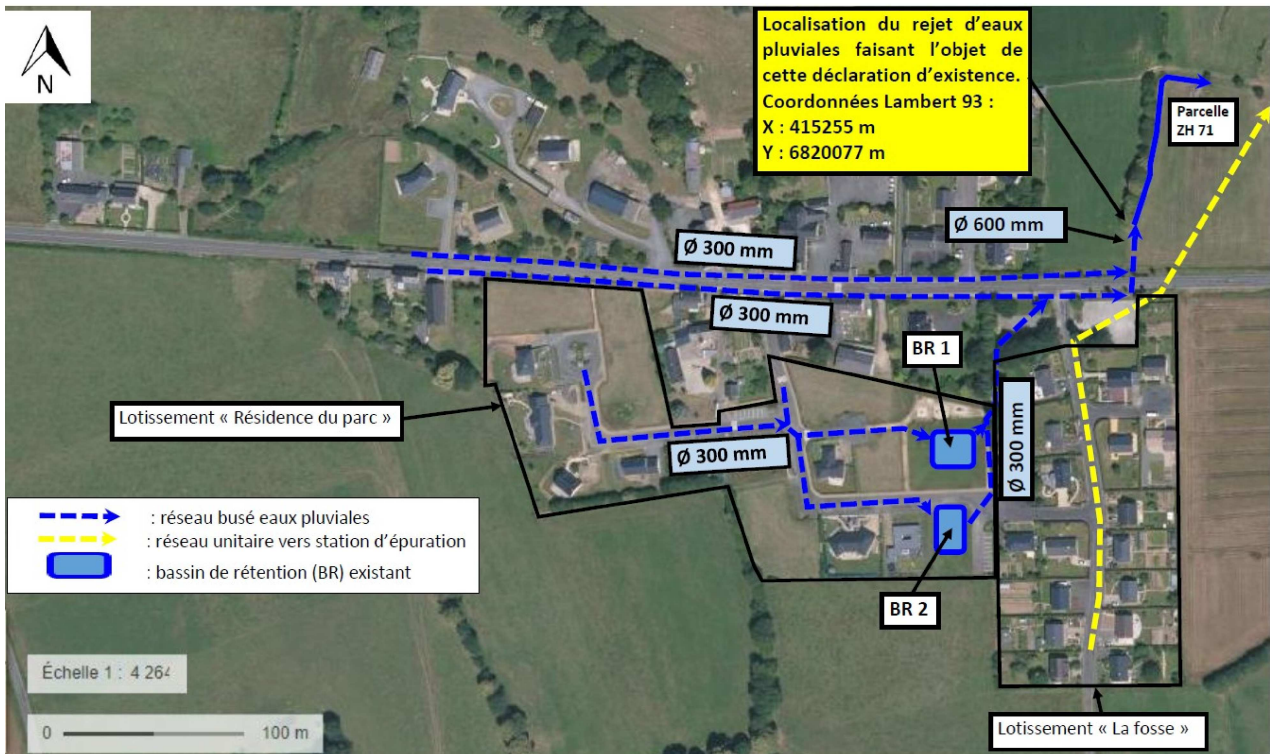 N
Localisation du rejet d'eaux
pluviales faisant l'objet de
cette déclaration d'existence.
Coordonnées Lambert 93 :
X : 415255 m
Y : 6820077 m
Parcelle
ZH 71
Ø 600 mm
Ø 300 mm
Ø 300 mm
BR 1
Lotissement « Résidence du parc »
Ø 300 mm
Ø 300 mm
: réseau busé eaux pluviales
: réseau unitaire vers station d'épuration
: bassin de rétention (BR) existant
BR 2
Échelle 1 : 4 264
0 100 m
Lotissement « La fosse »